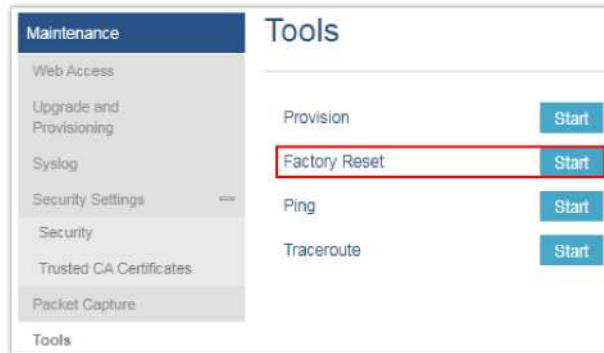 Maintenance
Web Access
Upgrade and
Provisioning
Syslog
Security Settings
Security
Trusted CA Certificates
Packet Capture
Tools
Tools
Provision Start
Factory Reset Start
Ping Start
Traceroute Start